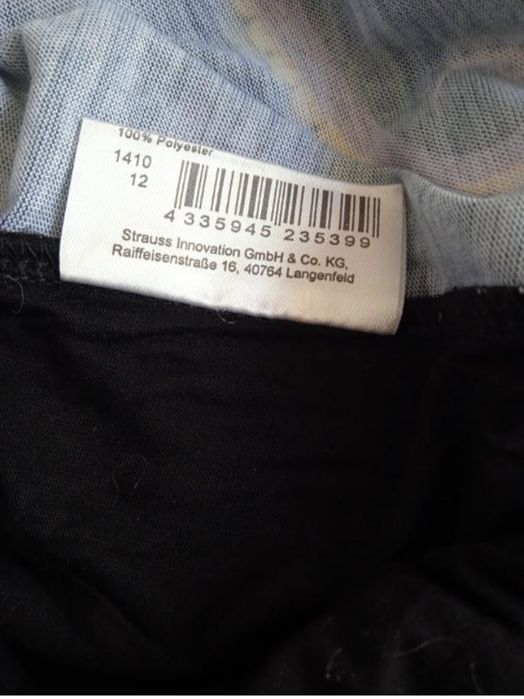 100% Polyester
1410
12
4 335945 235399
Strauss Innovation GmbH & Co. KG,
Raiffeisenstraße 16, 40764 Langenfeld